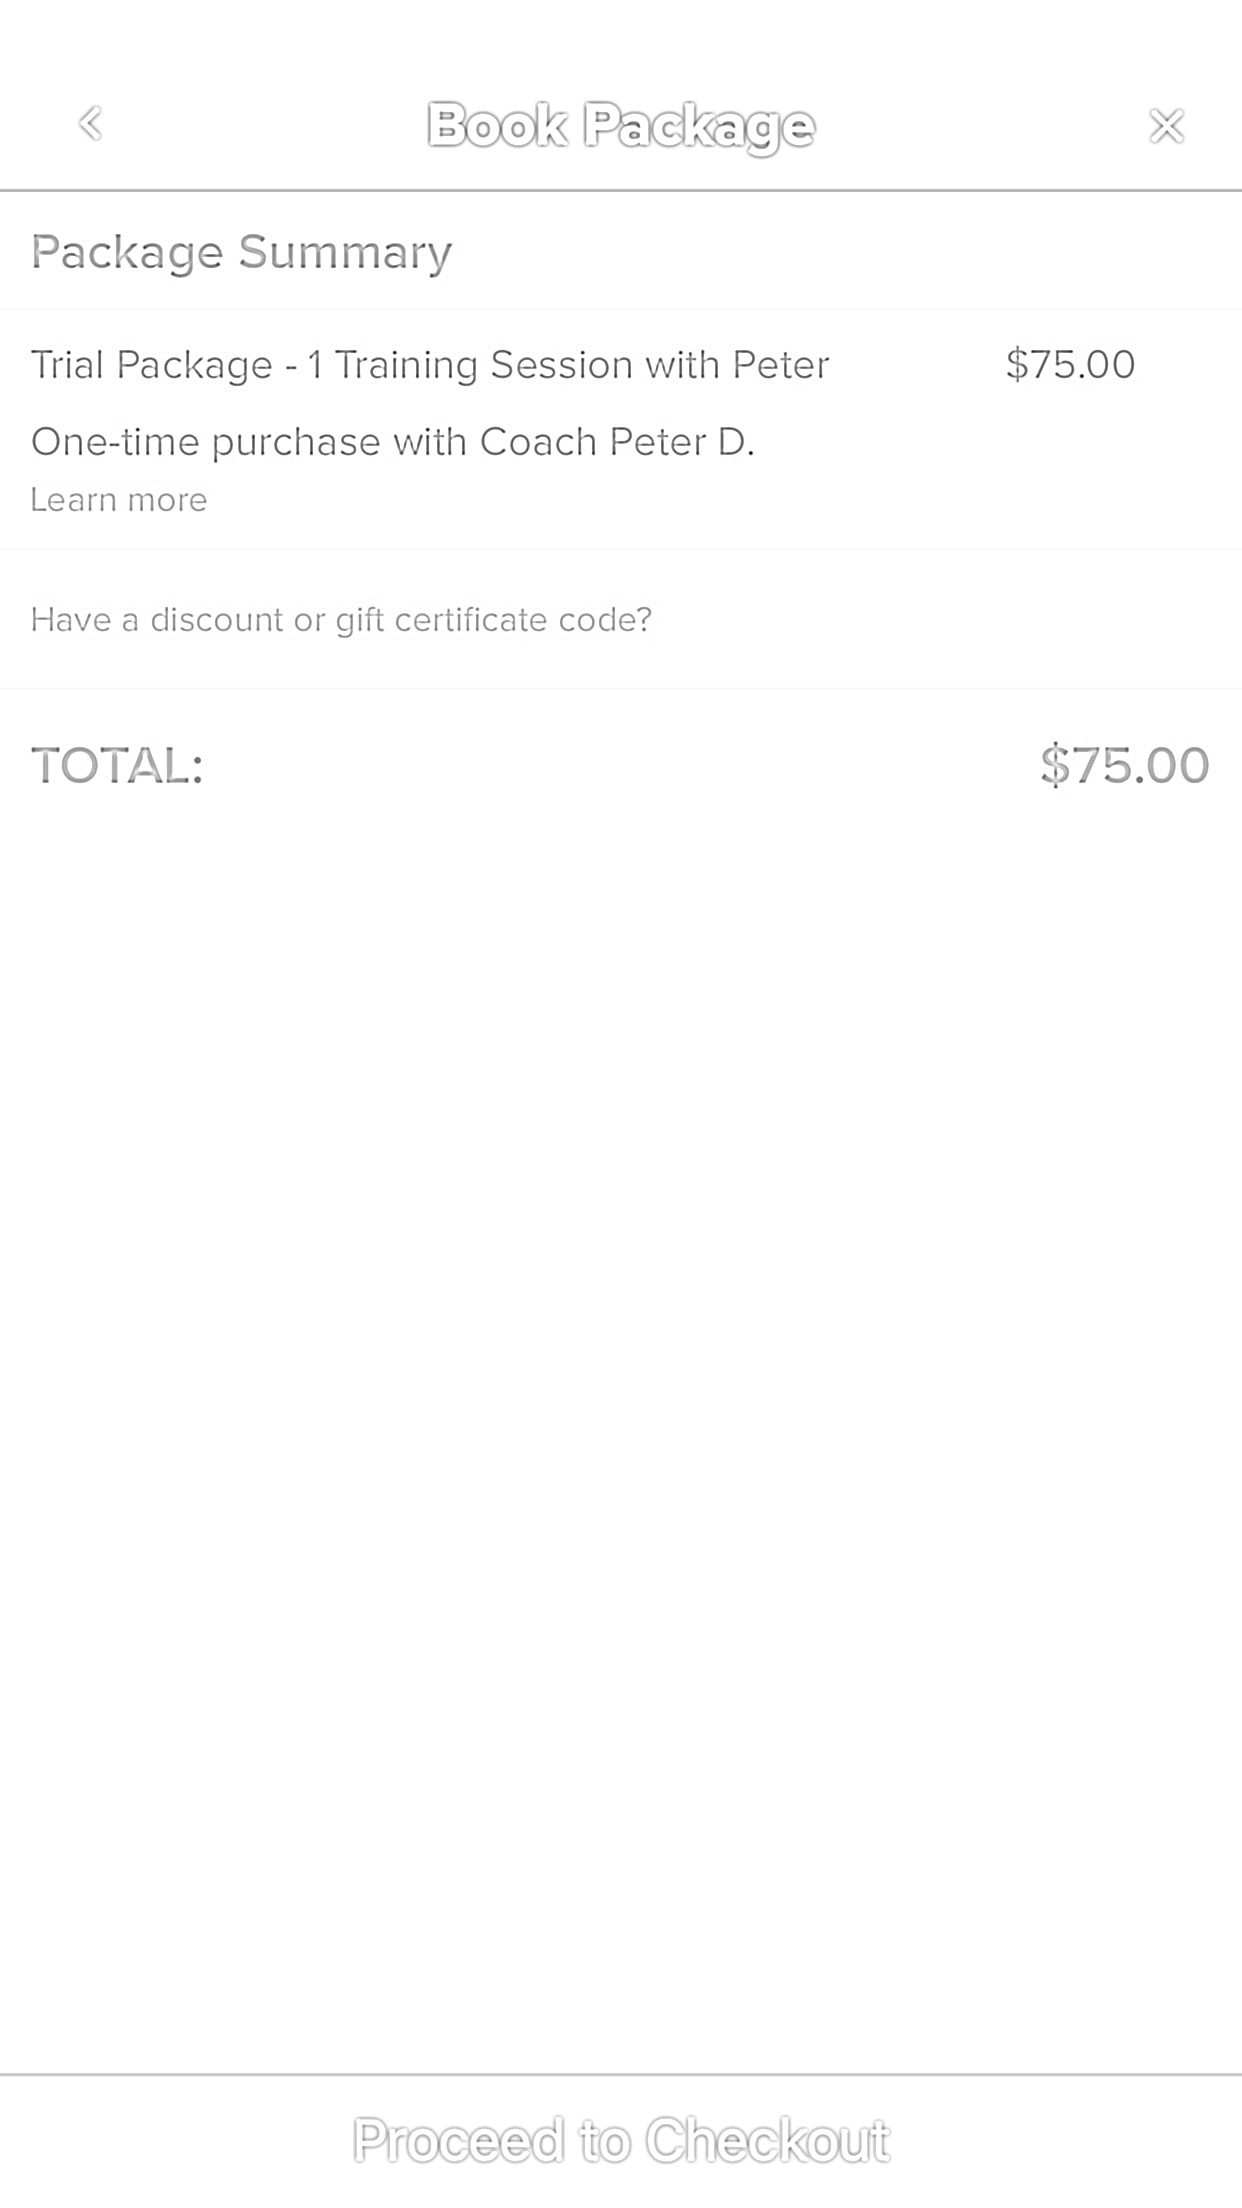 Book Package
Package Summary
Trial Package - 1 Training Session with Peter $75.00
One-time purchase with Coach Peter D.
Learn more
Have a discount or gift certificate code?
TOTAL: $75.00
Proceed to Checkout